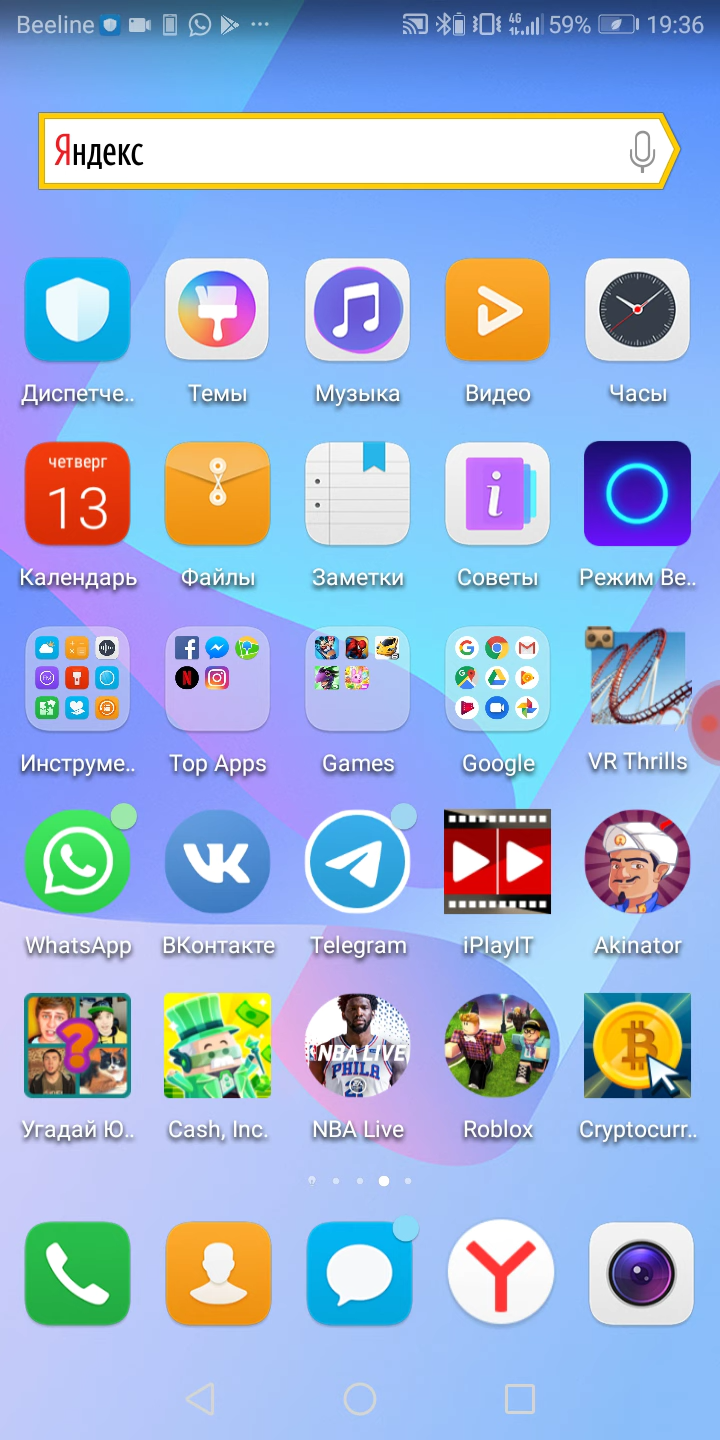 Beeline 4G 59% 19:36
Яндекс
Диспетче.. Темы Музыка Видео Часы
четверг
13
Календарь Файлы Заметки Советы Режим Ве..
Инструме.. Top Apps Games Google VR Thrills
WhatsApp ВКонтакте Telegram iPlayIT Akinator
NBA LIVE
PHILA
Угадай Ю.. Cash, Inc. NBA Live Roblox Cryptocurr..